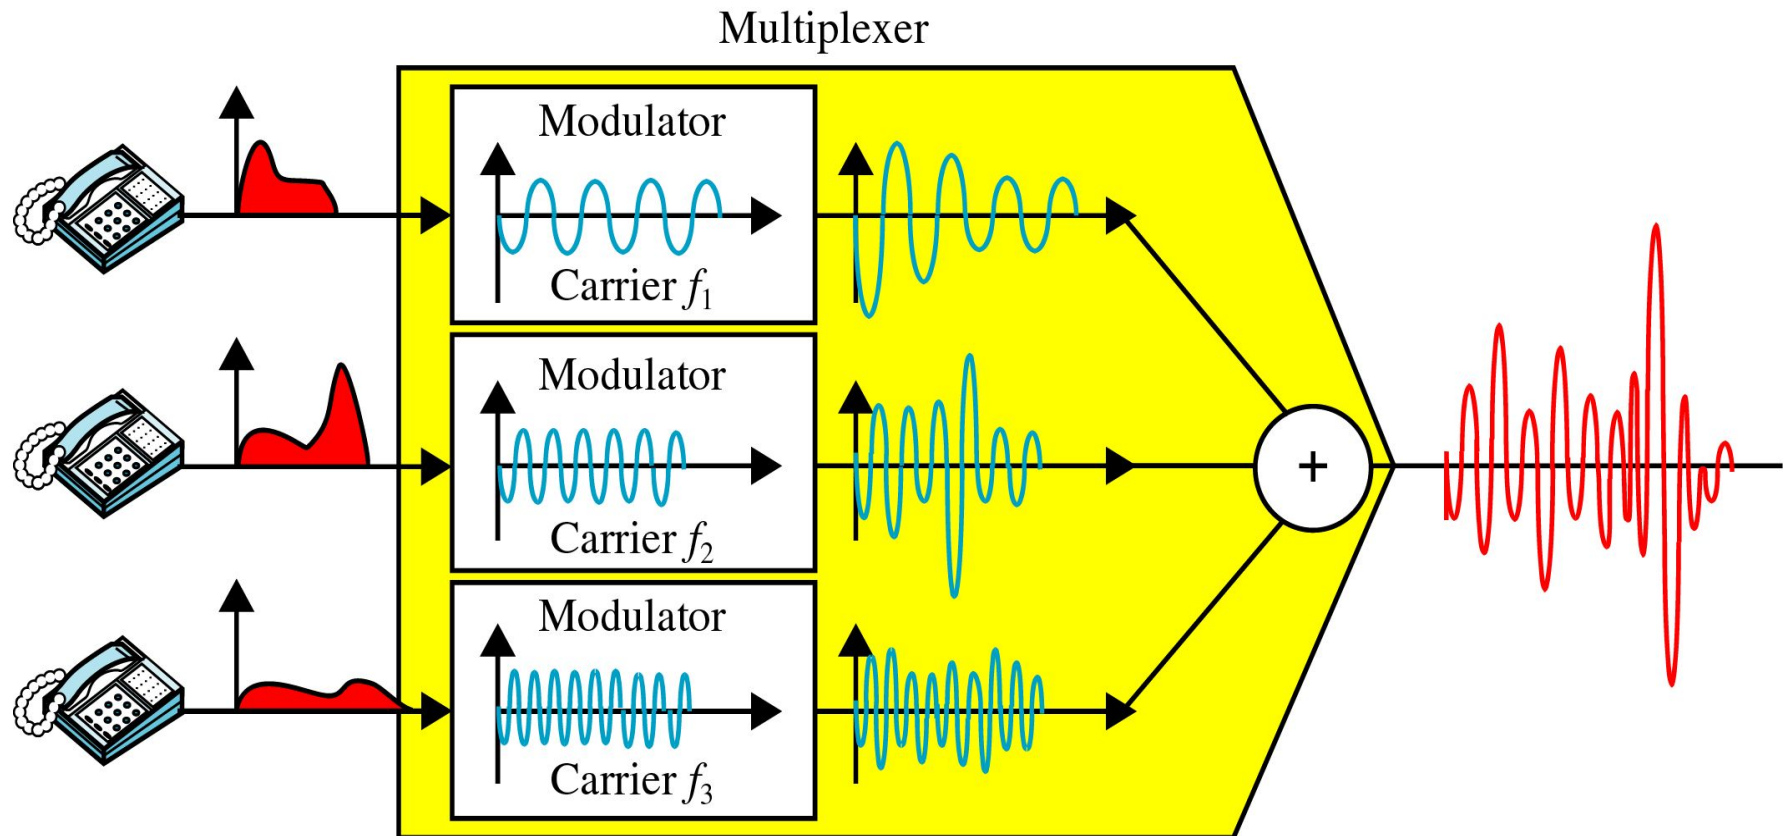 Multiplexer
Modulator
Carrier f1
Modulator
Carrier f2
+
Modulator
Carrier f3